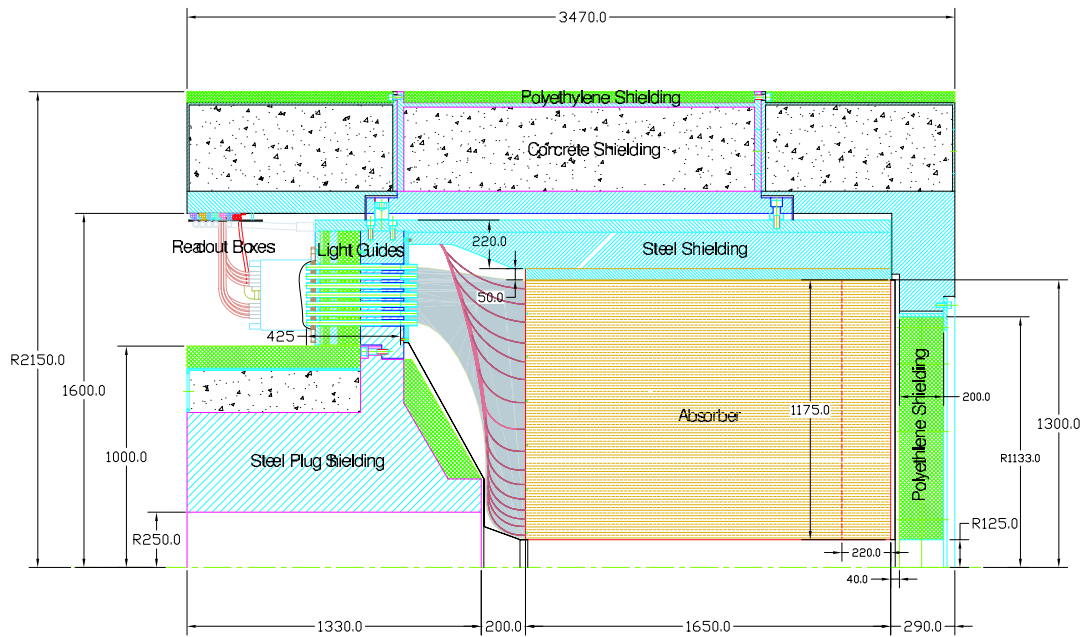 3470.0
Polyethylene Shielding
Concrete Shielding
Readout Boxes
Light Guides
220.0
Steel Shielding
50.0
425
R2150.0
1600.0
Absorber
1175.0
Polyethlene Shielding
200.0
1300.0
1000.0
Steel Plug Shielding
R1133.0
R250.0
R125.0
220.0
40.0
1330.0
200.0
1650.0
290.0